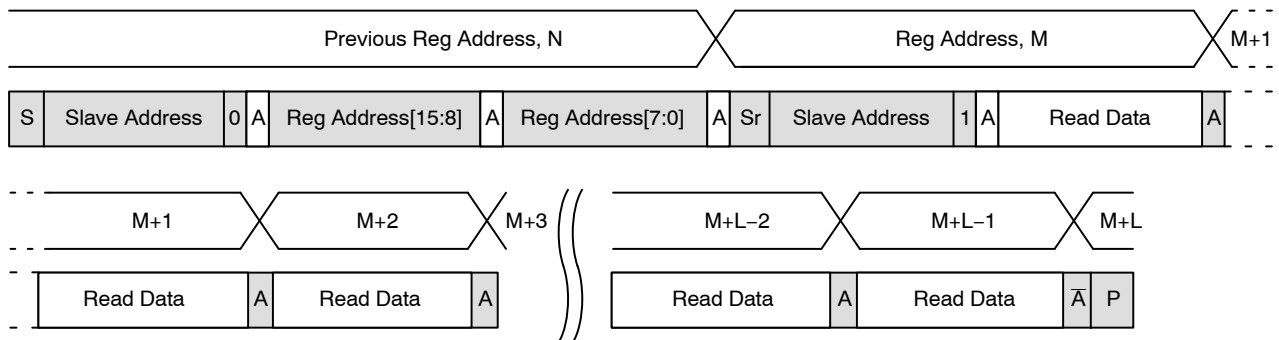 Previous Reg Address, N Reg Address, M M+1
S Slave Address 0 A Reg Address[15:8] A Reg Address[7:0] A Sr Slave Address 1 A Read Data A
M+1 M+2 M+3 M+L−2 M+L−1 M+L
Read Data A Read Data A Read Data A Read Data A̅ P